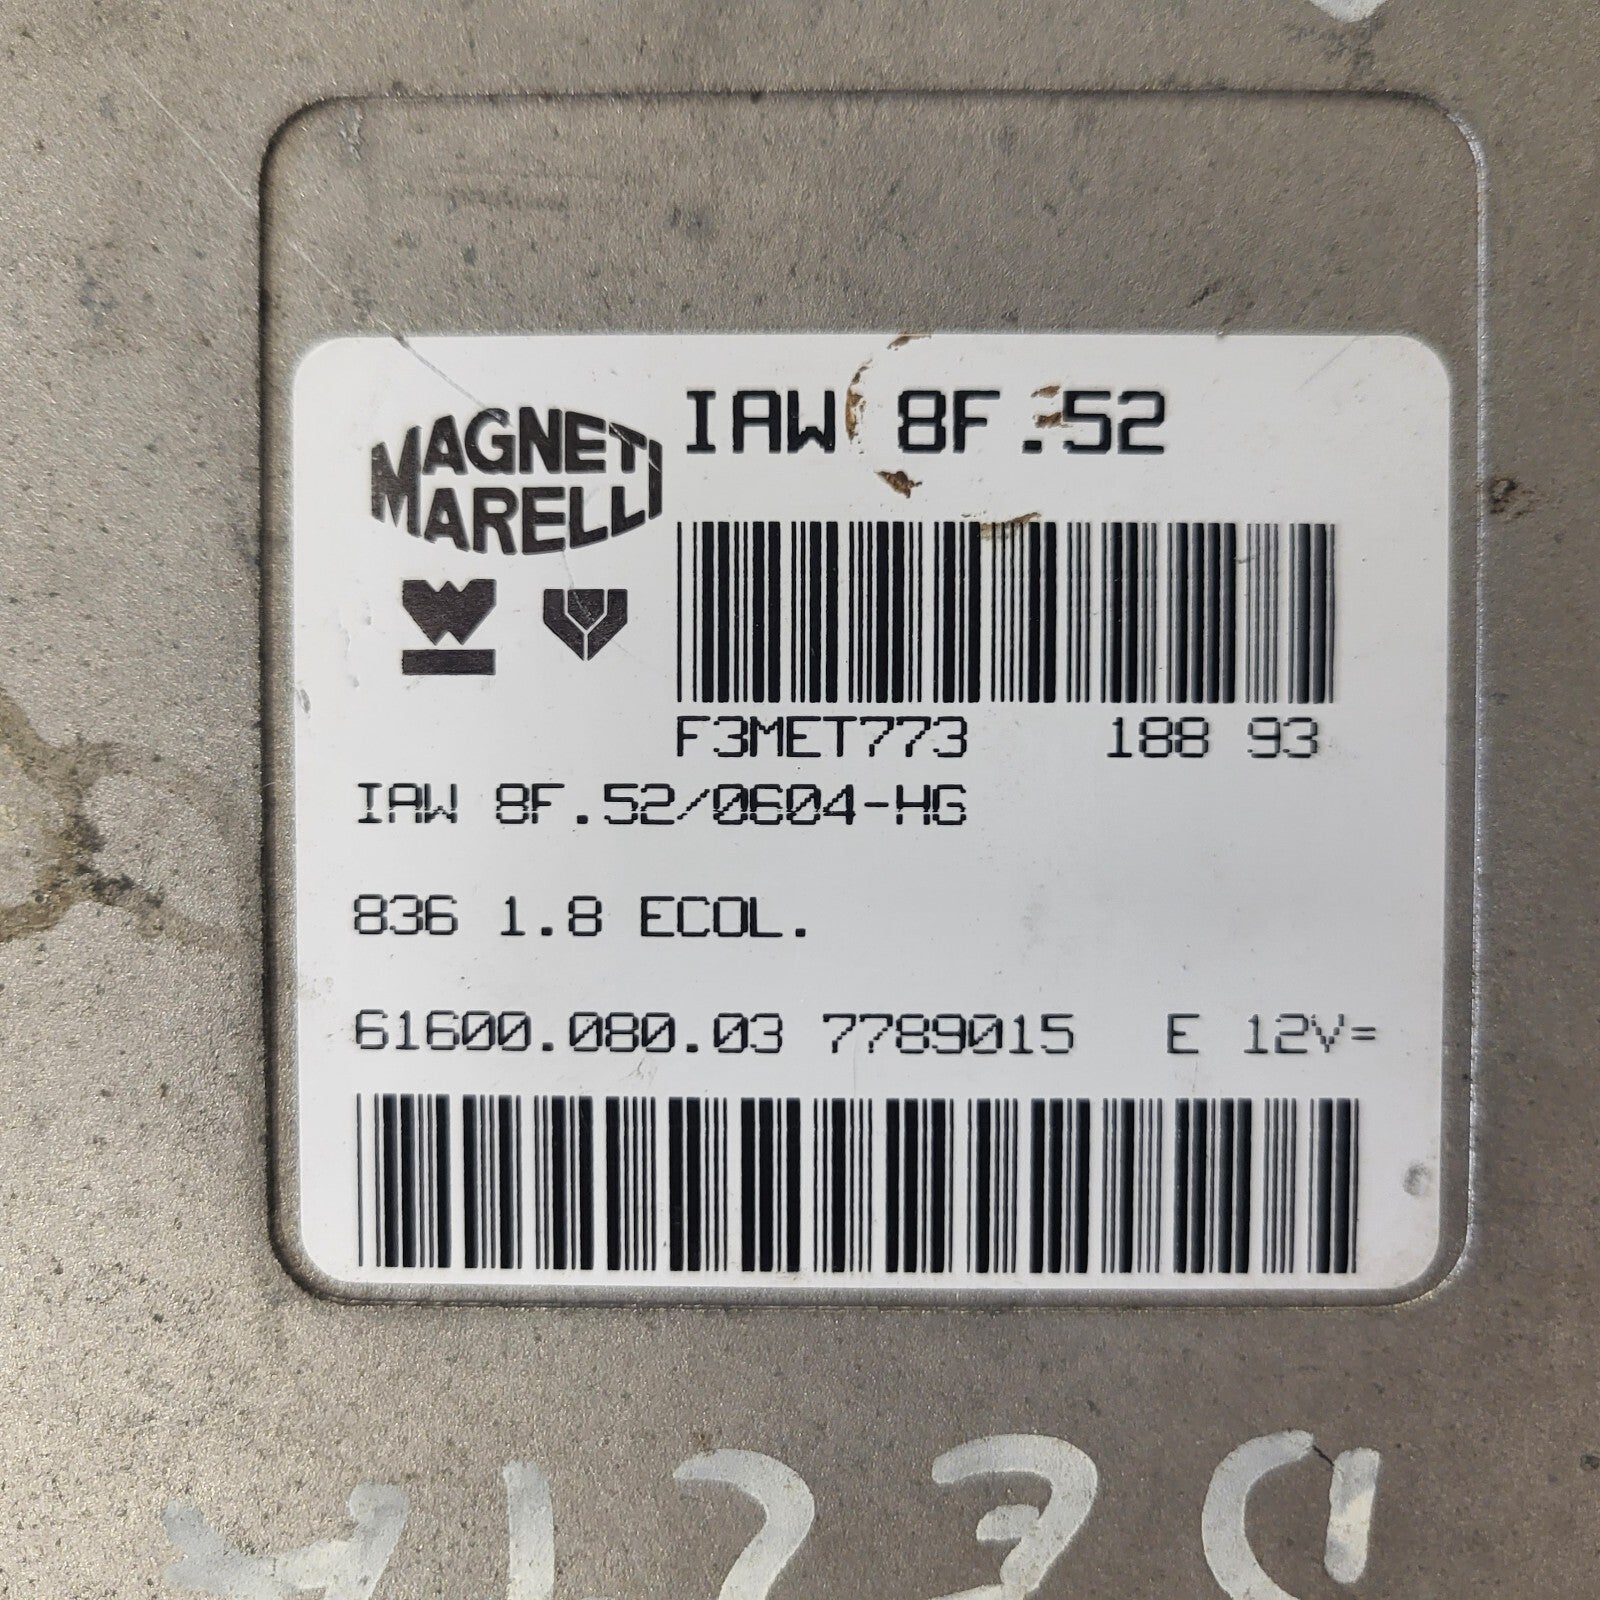 IAW 8F.52
MAGNETI
MARELLI
F3MET773 188 93
IAW 8F.52/0604-HG
836 1.8 ECOL.
61600.080.03 7789015 E 12V=
DELTA